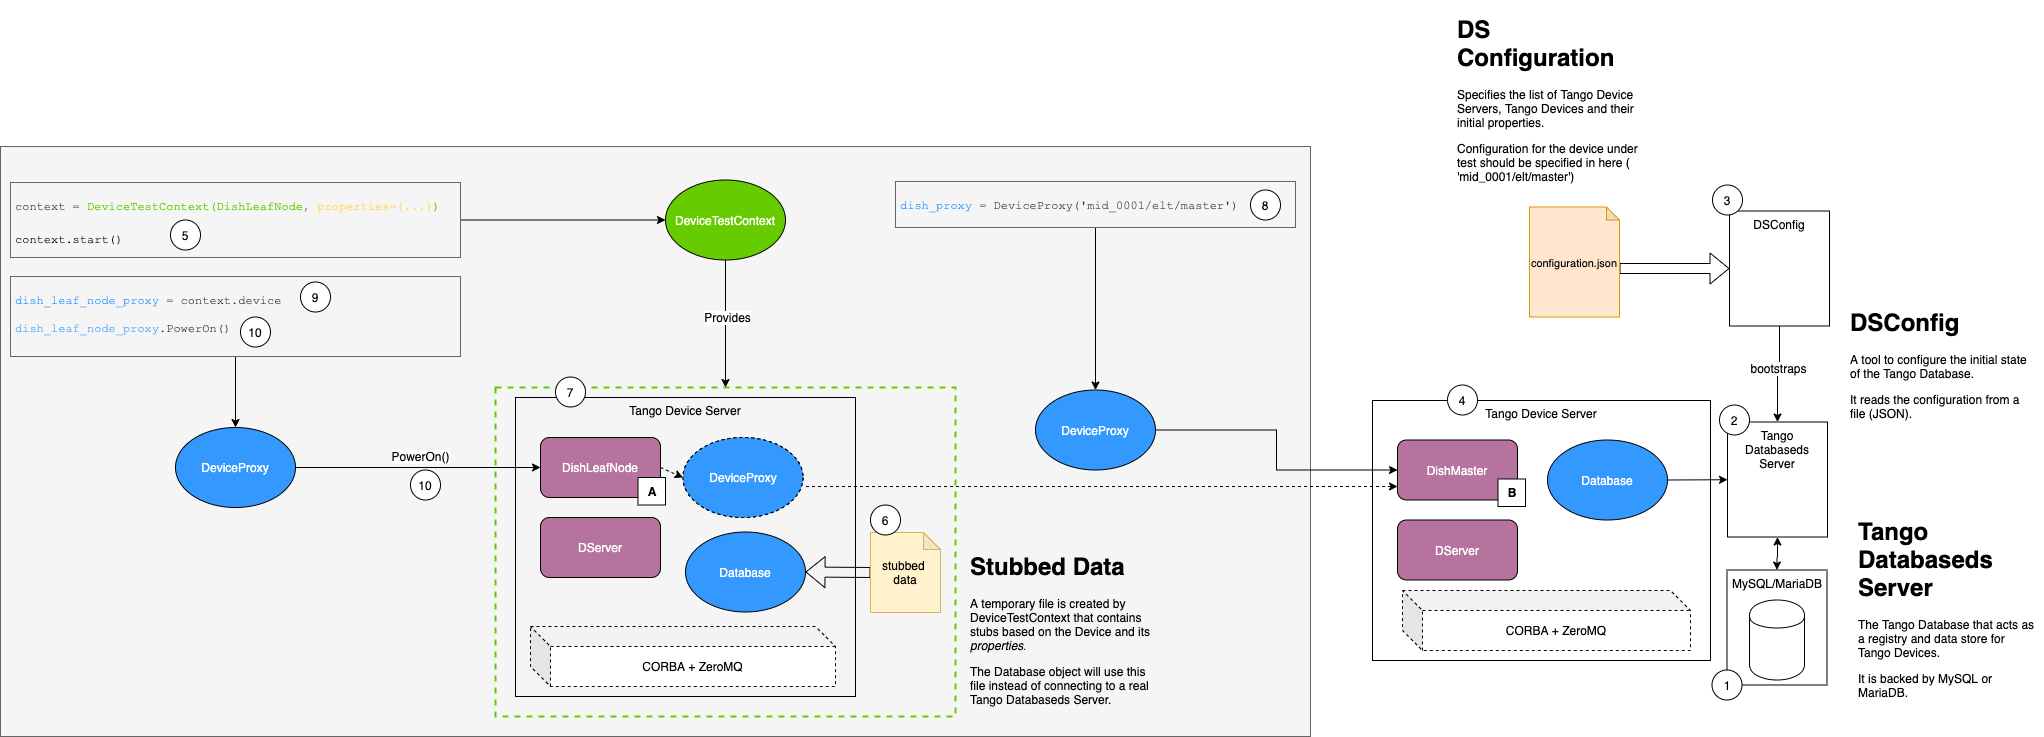 DS
Configuration
Specifies the list of Tango Device
Servers, Tango Devices and their
initial properties.
Configuration for the device under
test should be specified in here (
'mid_0001/elt/master')
context = DeviceTestContext(DishLeafNode, properties={...})
context.start()
5
DeviceTestContext
dish_proxy = DeviceProxy('mid_0001/elt/master')
8
3
DSConfig
configuration.json
dish_leaf_node_proxy = context.device
9
dish_leaf_node_proxy.PowerOn()
10
Provides
DSConfig
A tool to configure the initial state
of the Tango Database.
It reads the configuration from a
file (JSON).
bootstraps
7
Tango Device Server
DeviceProxy
PowerOn()
10
DishLeafNode
A
DeviceProxy
DServer
Database
6
stubbed
data
CORBA + ZeroMQ
DeviceProxy
Stubbed Data
A temporary file is created by
DeviceTestContext that contains
stubs based on the Device and its
properties.
The Database object will use this
file instead of connecting to a real
Tango Databaseds Server.
4
Tango Device Server
DishMaster
B
Database
DServer
CORBA + ZeroMQ
2
Tango
Databaseds
Server
MySQL/MariaDB
1
Tango
Databaseds
Server
The Tango Database that acts as
a registry and data store for
Tango Devices.
It is backed by MySQL or
MariaDB.